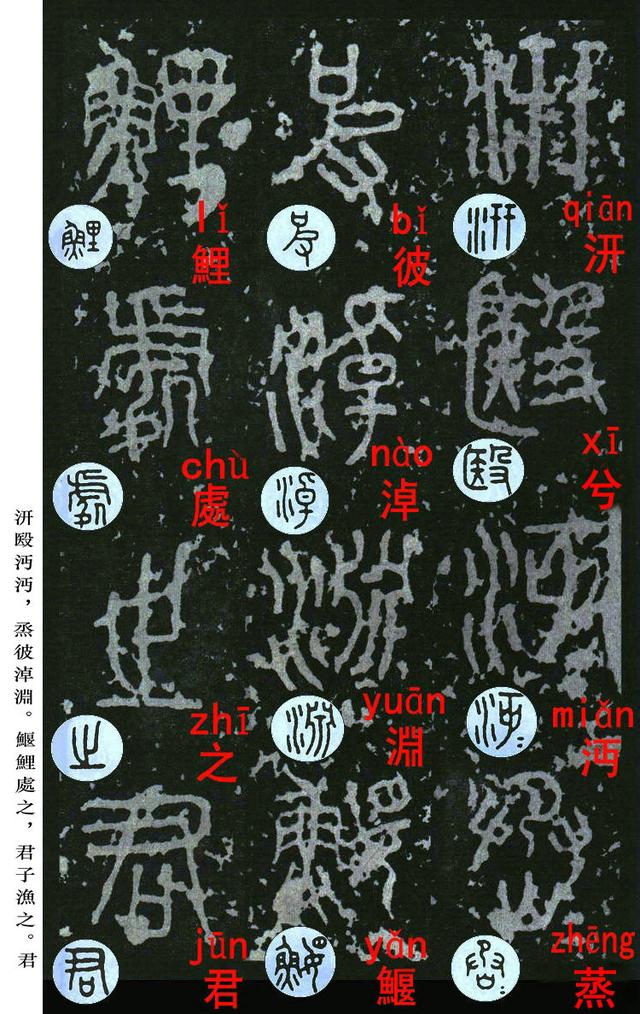 汧殹沔沔，烝彼淖淵。鰋鯉處之，君子漁之。君
qiān
汧
xī
兮
miǎn
沔
zhēng
蒸
bǐ
彼
nào
淖
yuān
淵
yǎn
鰋
lǐ
鯉
chù
處
zhī
之
jūn
君